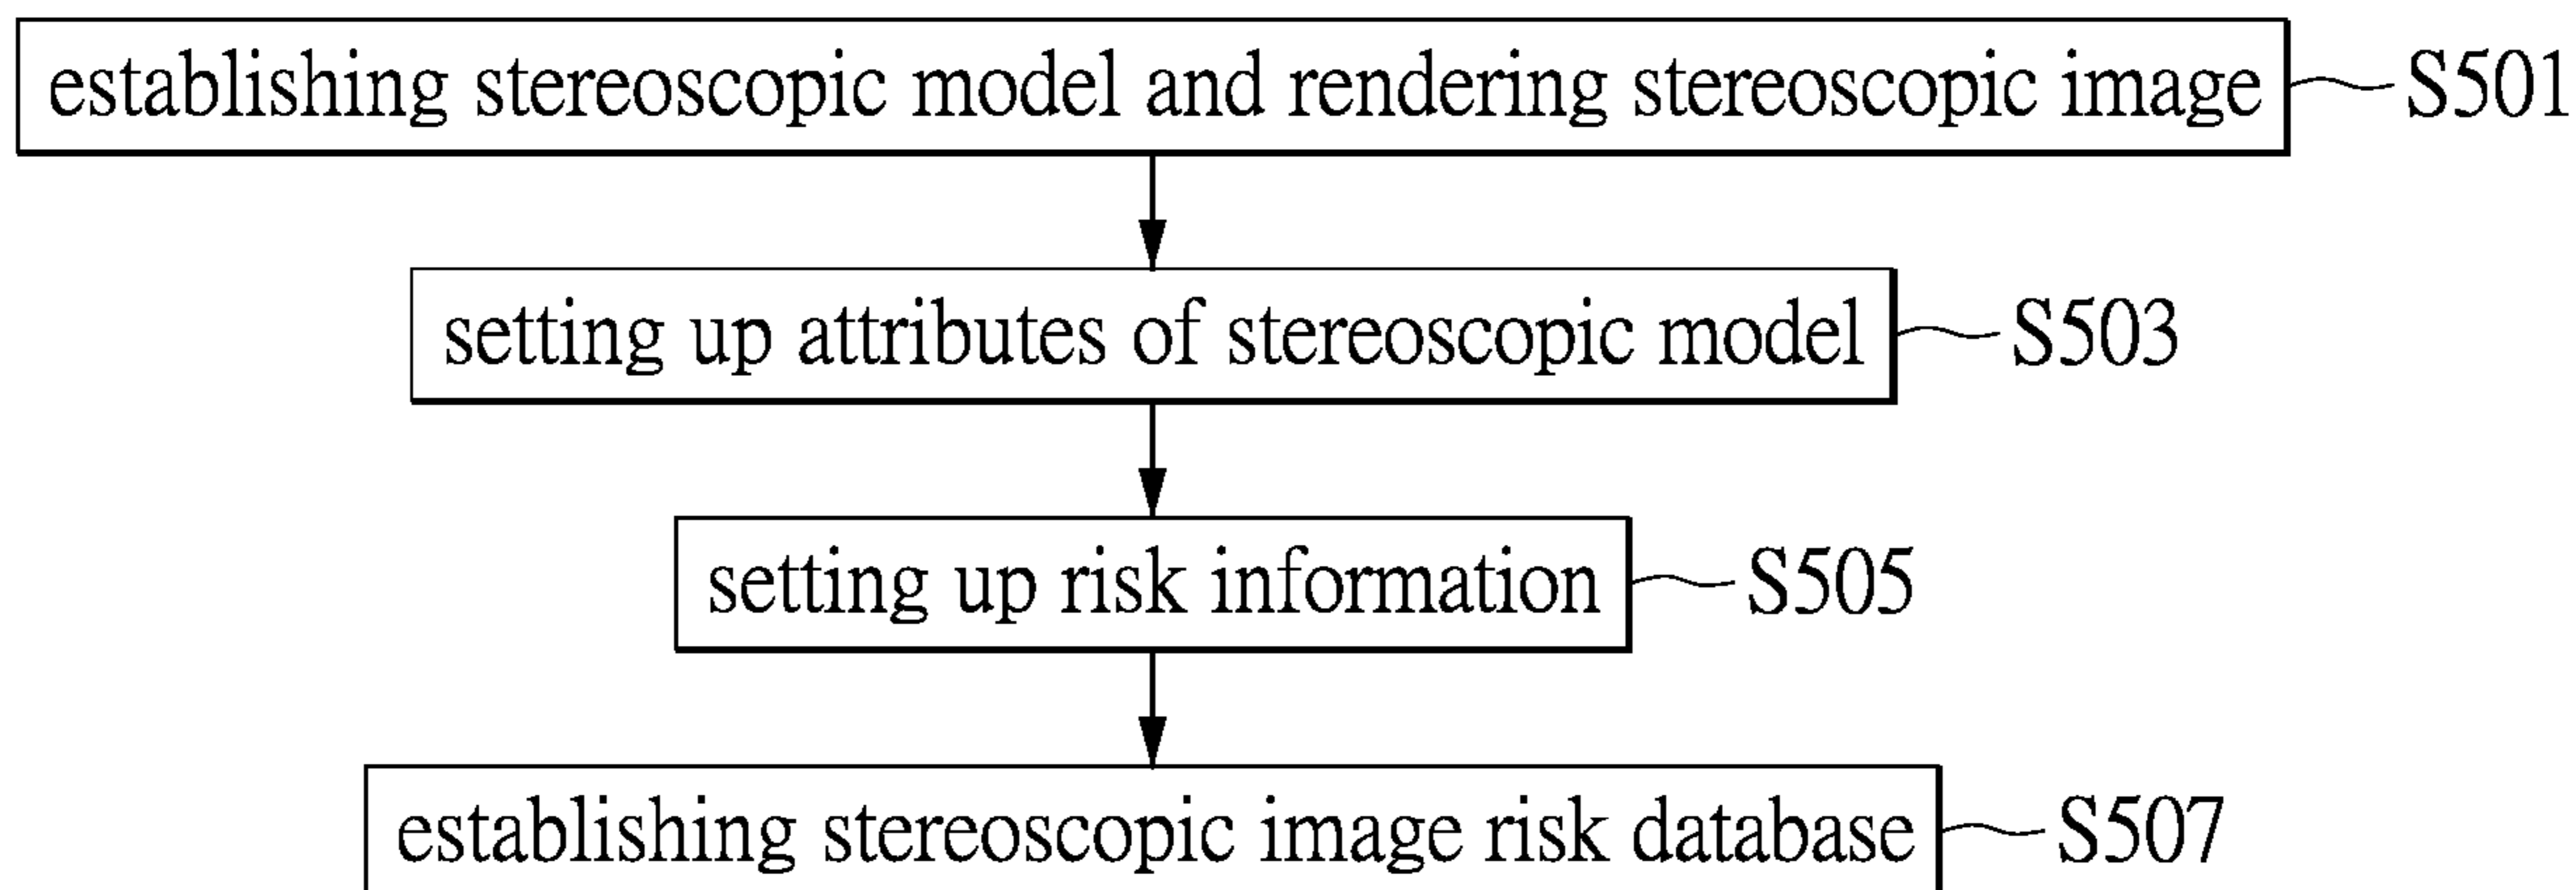 establishing stereoscopic model and rendering stereoscopic image S501
setting up attributes of stereoscopic model S503
setting up risk information S505
establishing stereoscopic image risk database S507